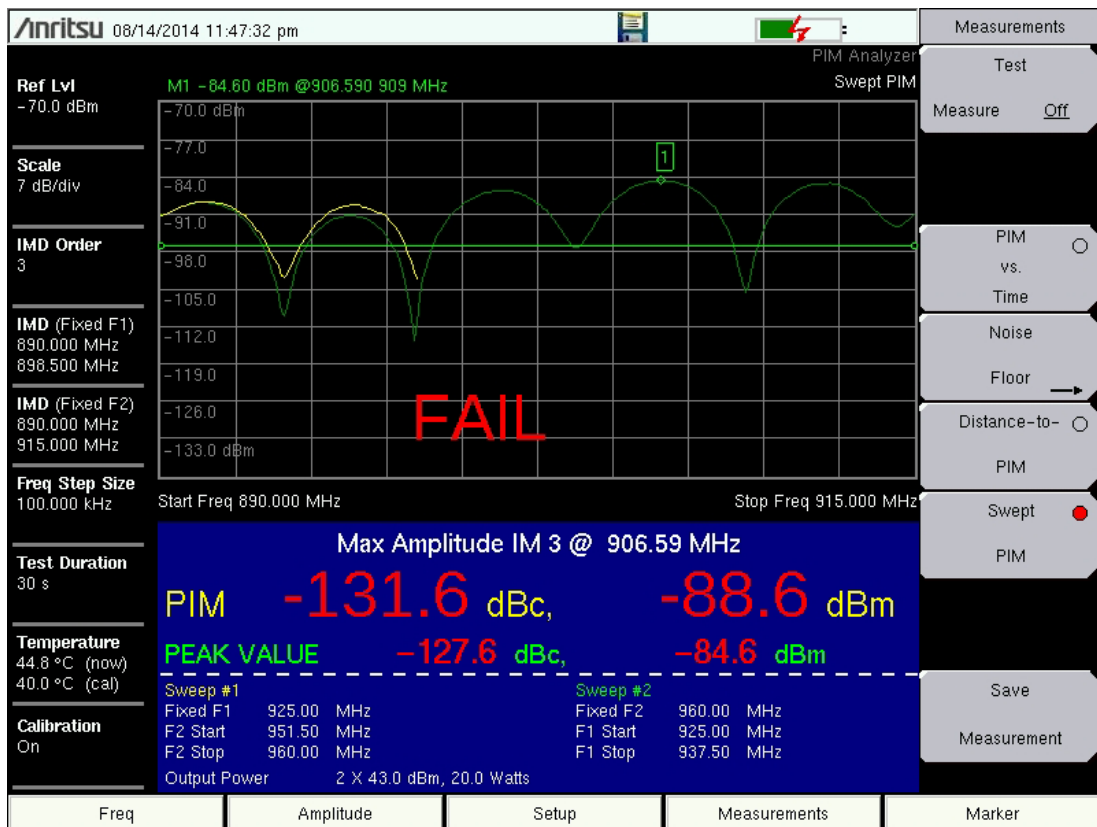 /Inritsu 08/14/2014 11:47:32 pm
Ref Lvl
-70.0 dBm
Scale
7 dB/div
IMD Order
3
IMD (Fixed F1)
890.000 MHz
898.500 MHz
IMD (Fixed F2)
890.000 MHz
915.000 MHz
Freq Step Size
100.000 kHz
Test Duration
30 s
Temperature
44.8 °C (now)
40.0 °C (cal)
Calibration
On
PIM Analyzer
M1 -84.60 dBm @906.590 909 MHz
Swept PIM
-70.0 dBm
-77.0
1
-84.0
-91.0
-98.0
-105.0
-112.0
-119.0
-126.0
-133.0 dBm
FAIL
Start Freq 890.000 MHz
Stop Freq 915.000 MHz
Max Amplitude IM 3 @ 906.59 MHz
PIM -131.6 dBc, -88.6 dBm
PEAK VALUE -127.6 dBc, -84.6 dBm
Sweep #1
Fixed F1 925.00 MHz
F2 Start 951.50 MHz
F2 Stop 960.00 MHz
Sweep #2
Fixed F2 960.00 MHz
F1 Start 925.00 MHz
F1 Stop 937.50 MHz
Output Power 2 X 43.0 dBm, 20.0 Watts
Measurements
Test
Measure Off
PIM
vs.
Time
Noise
Floor
Distance-to-
PIM
Swept
PIM
Save
Measurement
Freq
Amplitude
Setup
Measurements
Marker